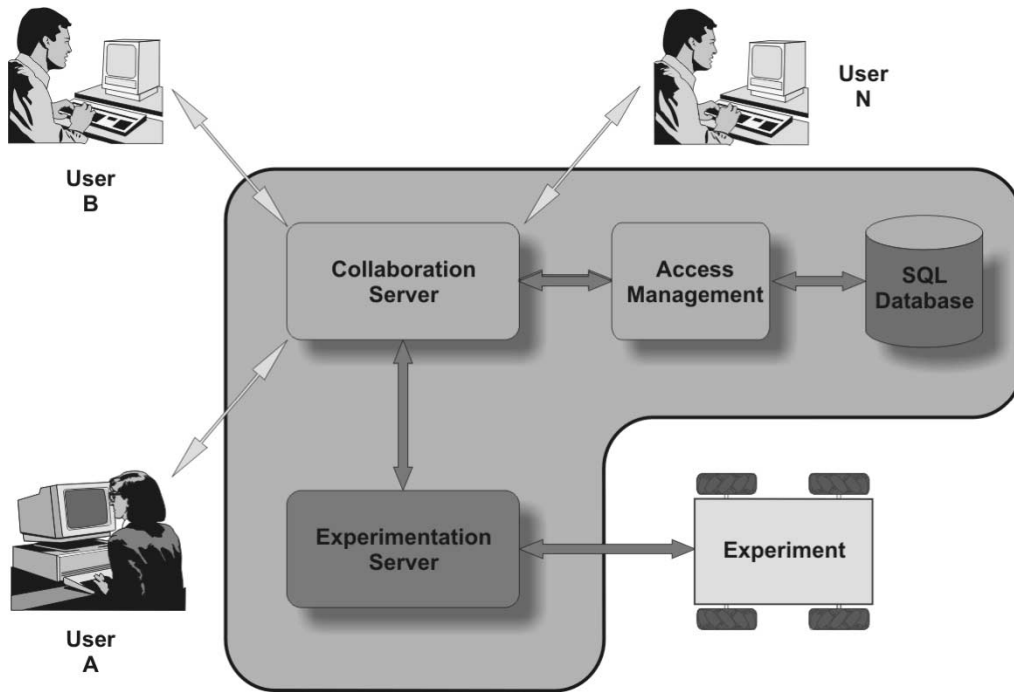 User
N
User
B
Collaboration
Server
Access
Management
SQL
Database
Experimentation
Server
Experiment
User
A